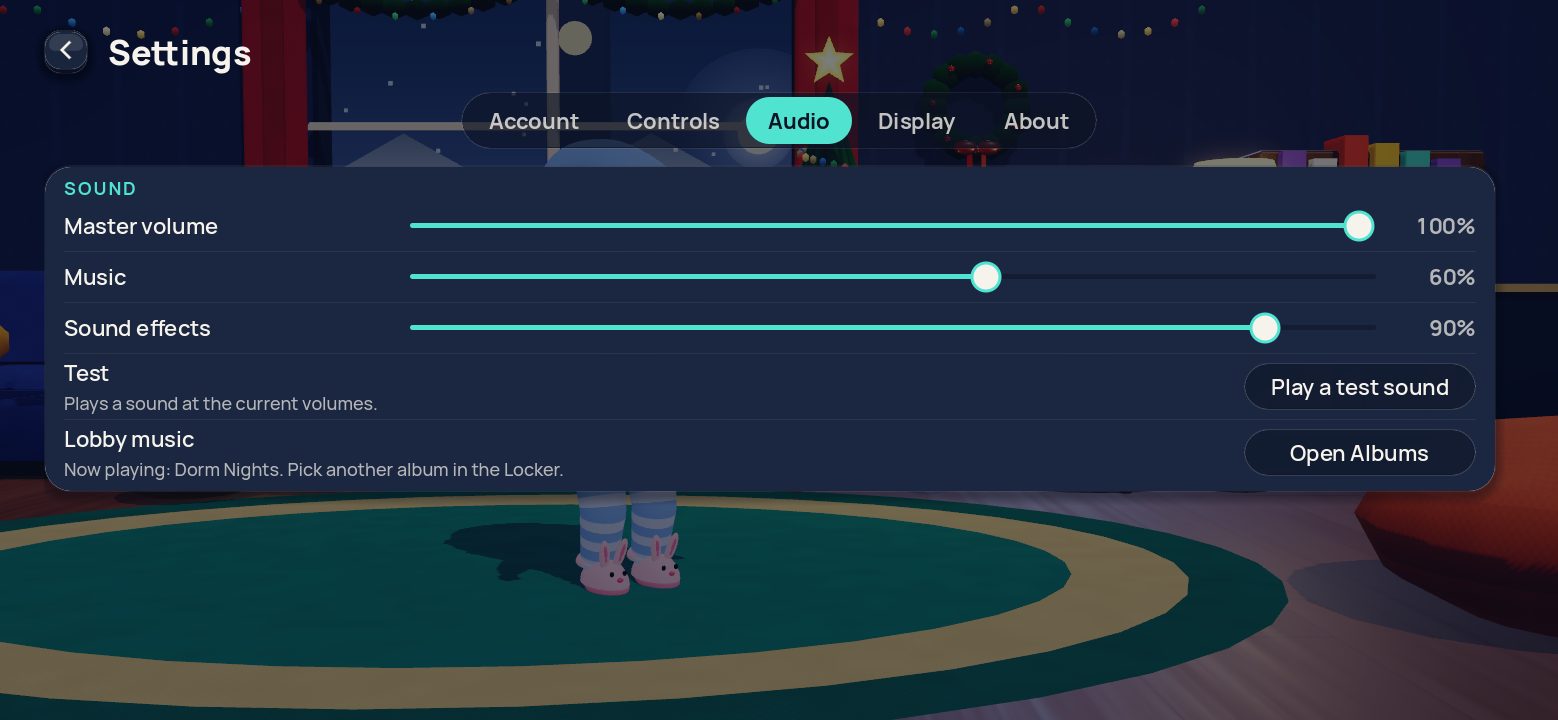 Settings
Account Controls Audio Display About
SOUND
Master volume 100%
Music 60%
Sound effects 90%
Test
Plays a sound at the current volumes.
Play a test sound
Lobby music
Now playing: Dorm Nights. Pick another album in the Locker.
Open Albums